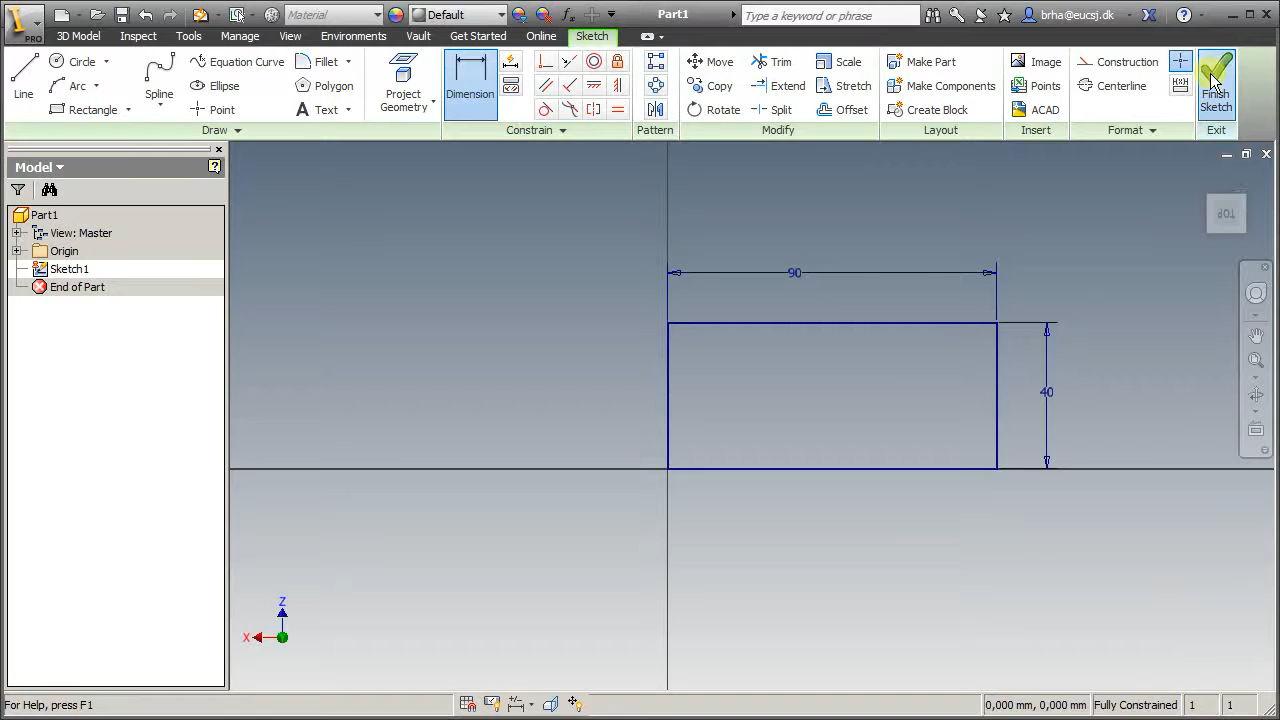 Material
Default
Part1
Type a keyword or phrase
brha@eucsj.dk
PRO
3D Model
Inspect
Tools
Manage
View
Environments
Vault
Get Started
Online
Sketch
Line
Circle
Arc
Rectangle
Spline
Equation Curve
Ellipse
Point
Fillet
Polygon
Text
Project
Geometry
Dimension
Move
Copy
Rotate
Trim
Extend
Split
Scale
Stretch
Offset
Make Part
Make Components
Create Block
Image
Points
ACAD
Construction
Centerline
Finish
Sketch
Draw
Constrain
Pattern
Modify
Layout
Insert
Format
Exit
Model
Part1
View: Master
Origin
Sketch1
End of Part
TOP
90
40
Z
X
For Help, press F1
0,000 mm, 0,000 mm
Fully Constrained
1
1